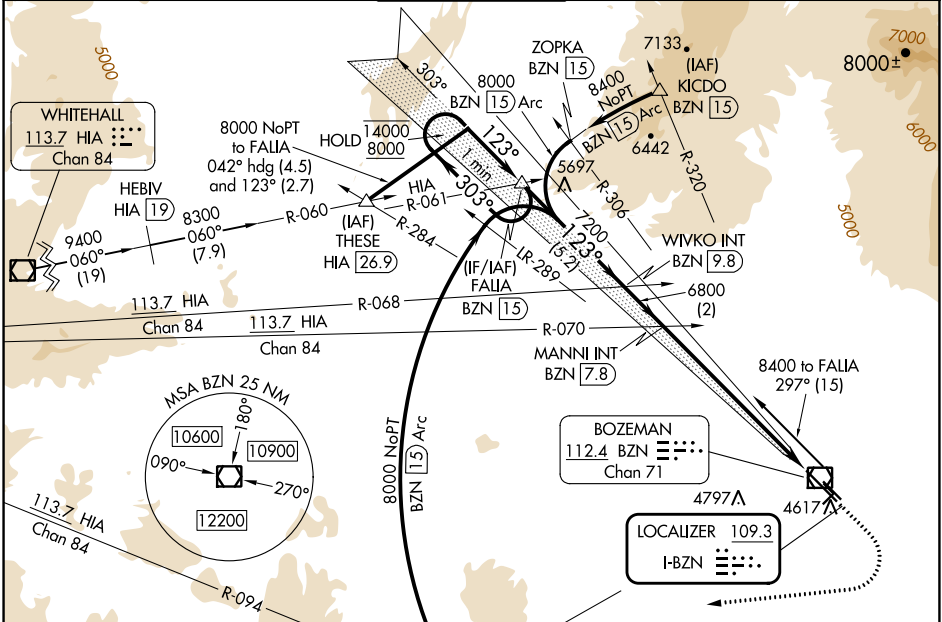 5000
7000
8000±
6000
5000
WHITEHALL
113.7 HIA
Chan 84
8000 NoPT
to FALIA
042° hdg (4.5)
and 123° (2.7)
HOLD
14000
8000
303°
1 min
123°
303°
8000
BZN 15 Arc
ZOPKA
BZN 15
8400
NoPT
BZN 15 Arc
7133
(IAF)
KICDO
BZN 15
6442
5697
R-320
R-306
HEBIV
HIA 19
9400
060°
(19)
8300
060°
(7.9)
R-060
HIA
R-061
(IAF)
THESE
HIA 26.9
R-284
LR-289
(IF/IAF)
FALIA
BZN 15
123°
(5.2)
7200
WIVKO INT
BZN 9.8
6800
(2)
113.7 HIA
Chan 84
R-068
113.7 HIA
Chan 84
R-070
MANNI INT
BZN 7.8
8400 to FALIA
297° (15)
MSA BZN 25 NM
180°
10600
10900
090°
270°
12200
8000 NoPT
BZN 15 Arc
BOZEMAN
112.4 BZN
Chan 71
4797
4617
LOCALIZER 109.3
I-BZN
113.7 HIA
Chan 84
R-094